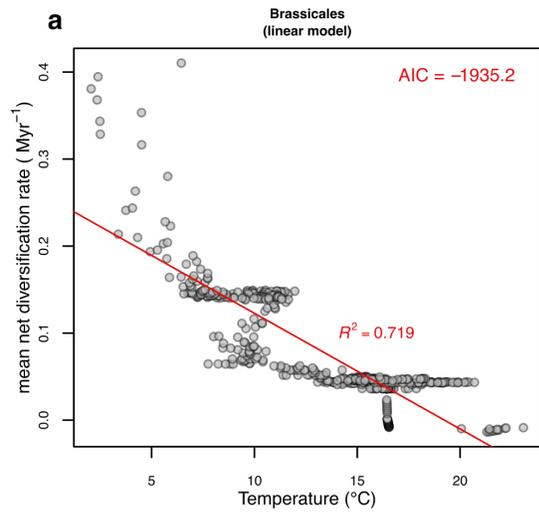 a
Brassicales
(linear model)
AIC = −1935.2
R² = 0.719
mean net diversification rate ( Myr⁻¹)
0.4
0.3
0.2
0.1
0.0
5 10 15 20
Temperature (°C)